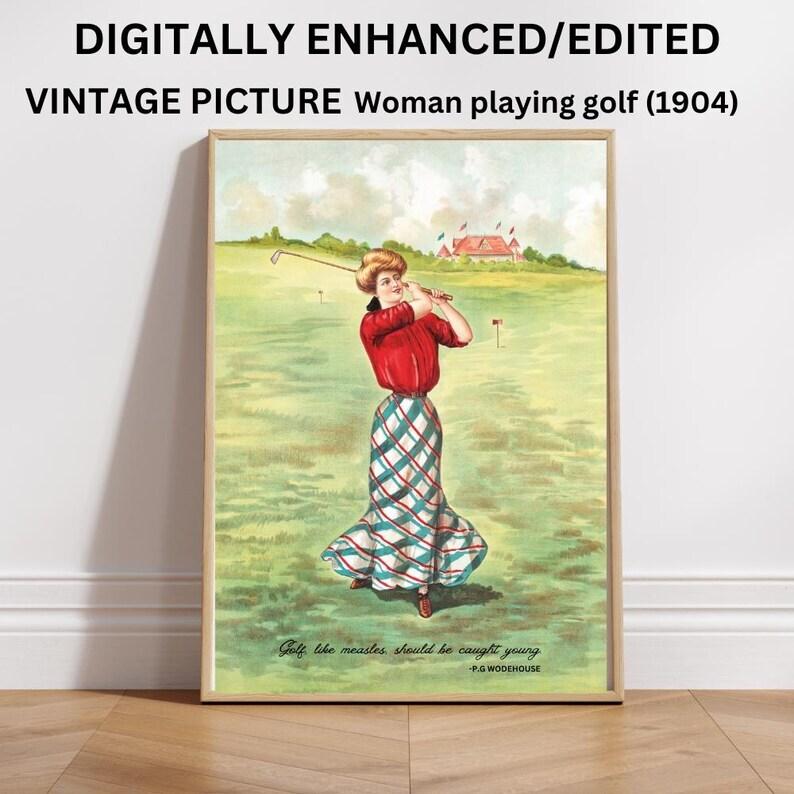 DIGITALLY ENHANCED/EDITED
VINTAGE PICTURE Woman playing golf (1904)
Golf, like measles, should be caught young.
-P.G WODEHOUSE